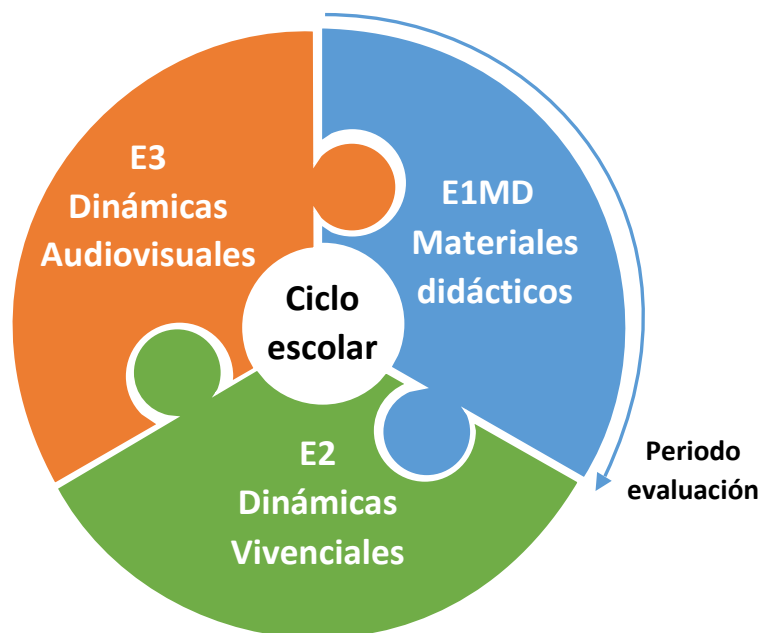 E3
Dinámicas
Audiovisuales
E1MD
Materiales
didácticos
Ciclo
escolar
E2
Dinámicas
Vivenciales
Periodo
evaluación